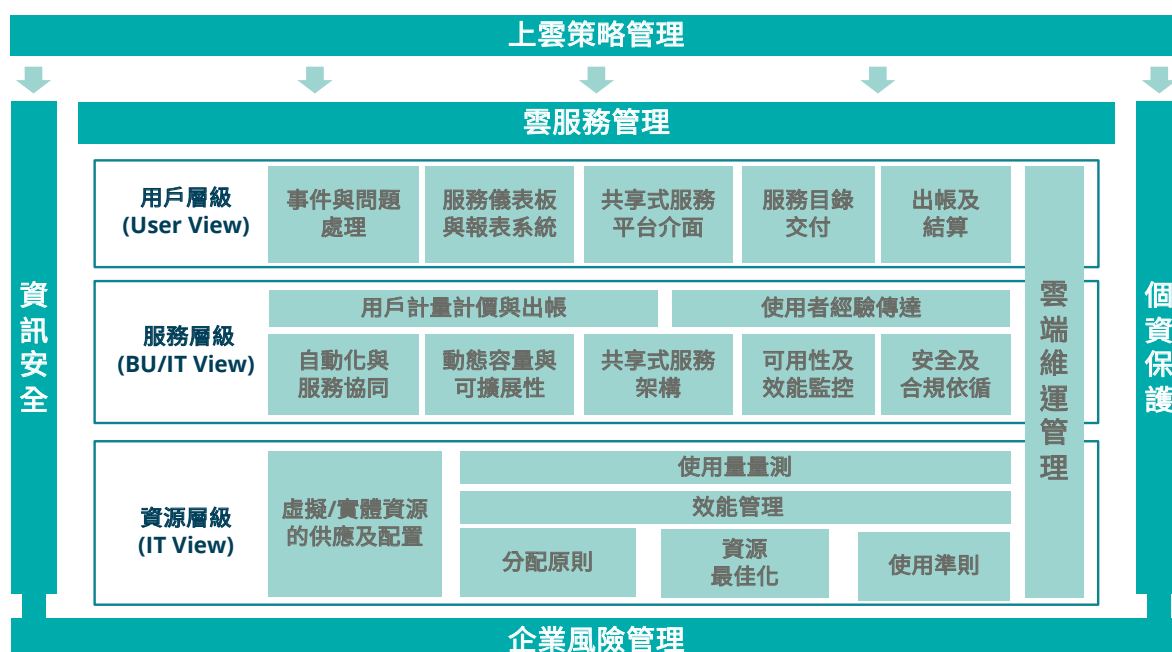 上雲策略管理
雲服務管理
資訊安全
個資保護
用戶層級
(User View)
事件與問題
處理
服務儀表板
與報表系統
共享式服務
平台介面
服務目錄
交付
出帳及
結算
雲端維運管理
服務層級
(BU/IT View)
用戶計量計價與出帳
使用者經驗傳達
自動化與
服務協同
動態容量與
可擴展性
共享式服務
架構
可用性及
效能監控
安全及
合規依循
資源層級
(IT View)
虛擬/實體資源
的供應及配置
使用量量測
效能管理
分配原則
資源
最佳化
使用準則
企業風險管理